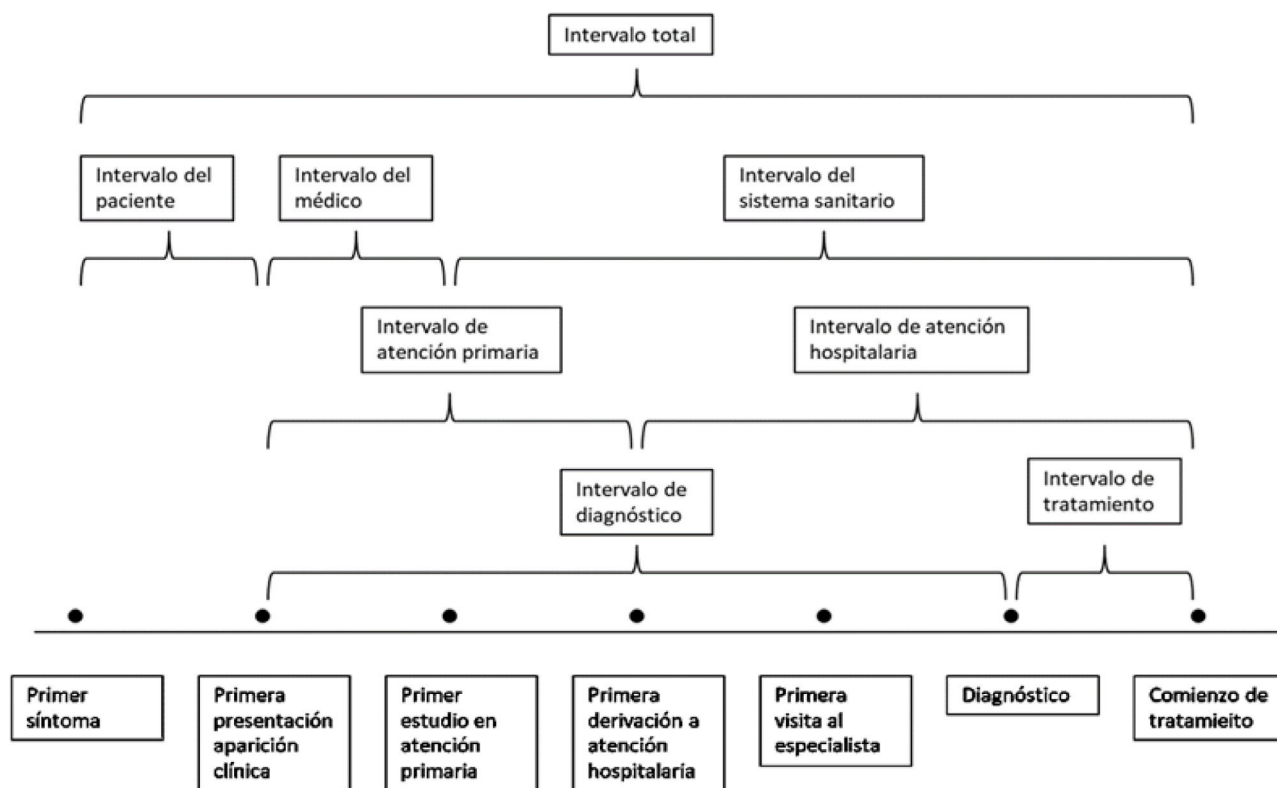 Intervalo total
Intervalo del
paciente
Intervalo del
médico
Intervalo del
sistema sanitario
Intervalo de
atención primaria
Intervalo de atención
hospitalaria
Intervalo de
diagnóstico
Intervalo de
tratamiento
Primer
síntoma
Primera
presentación
aparición
clínica
Primer
estudio en
atención
primaria
Primera
derivación a
atención
hospitalaria
Primera
visita al
especialista
Diagnóstico
Comienzo de
tratamieito